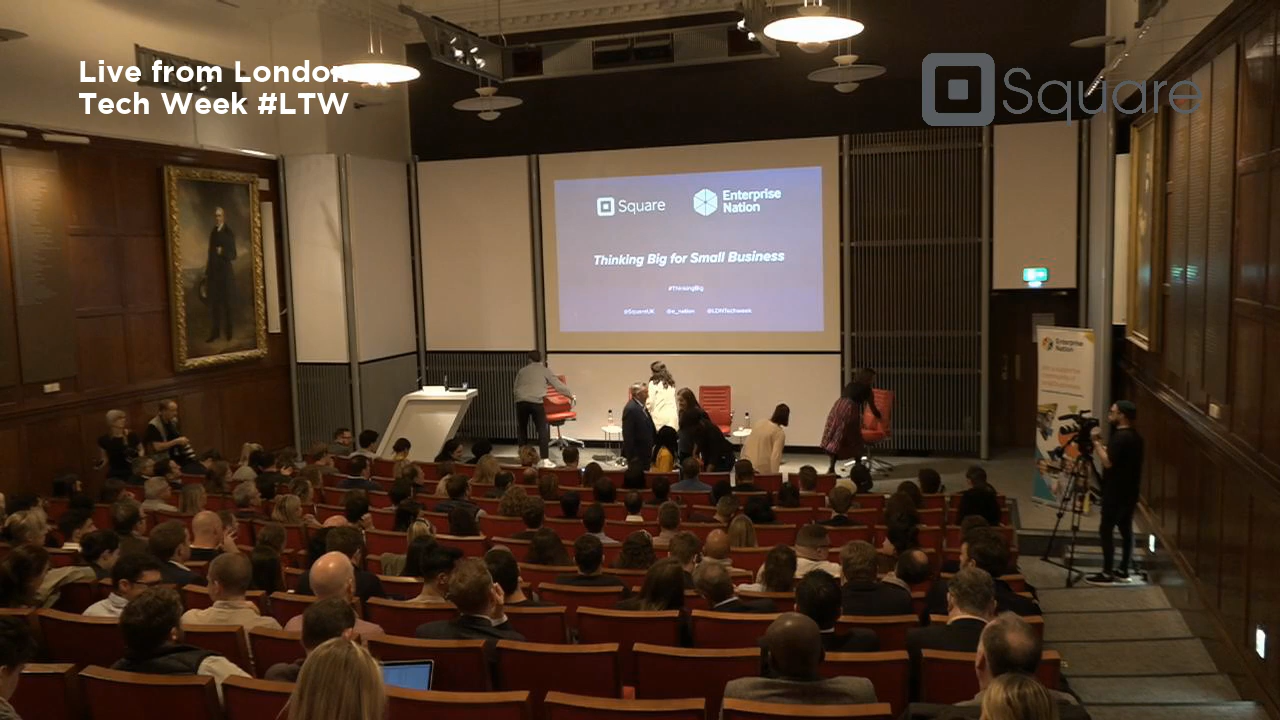 Live from London
Tech Week #LTW
Square
Square
Enterprise
Nation
Thinking Big for Small Business
#ThinkingBig
@SquareUK @e_nation @LDNTechweek
Enterprise
Nation